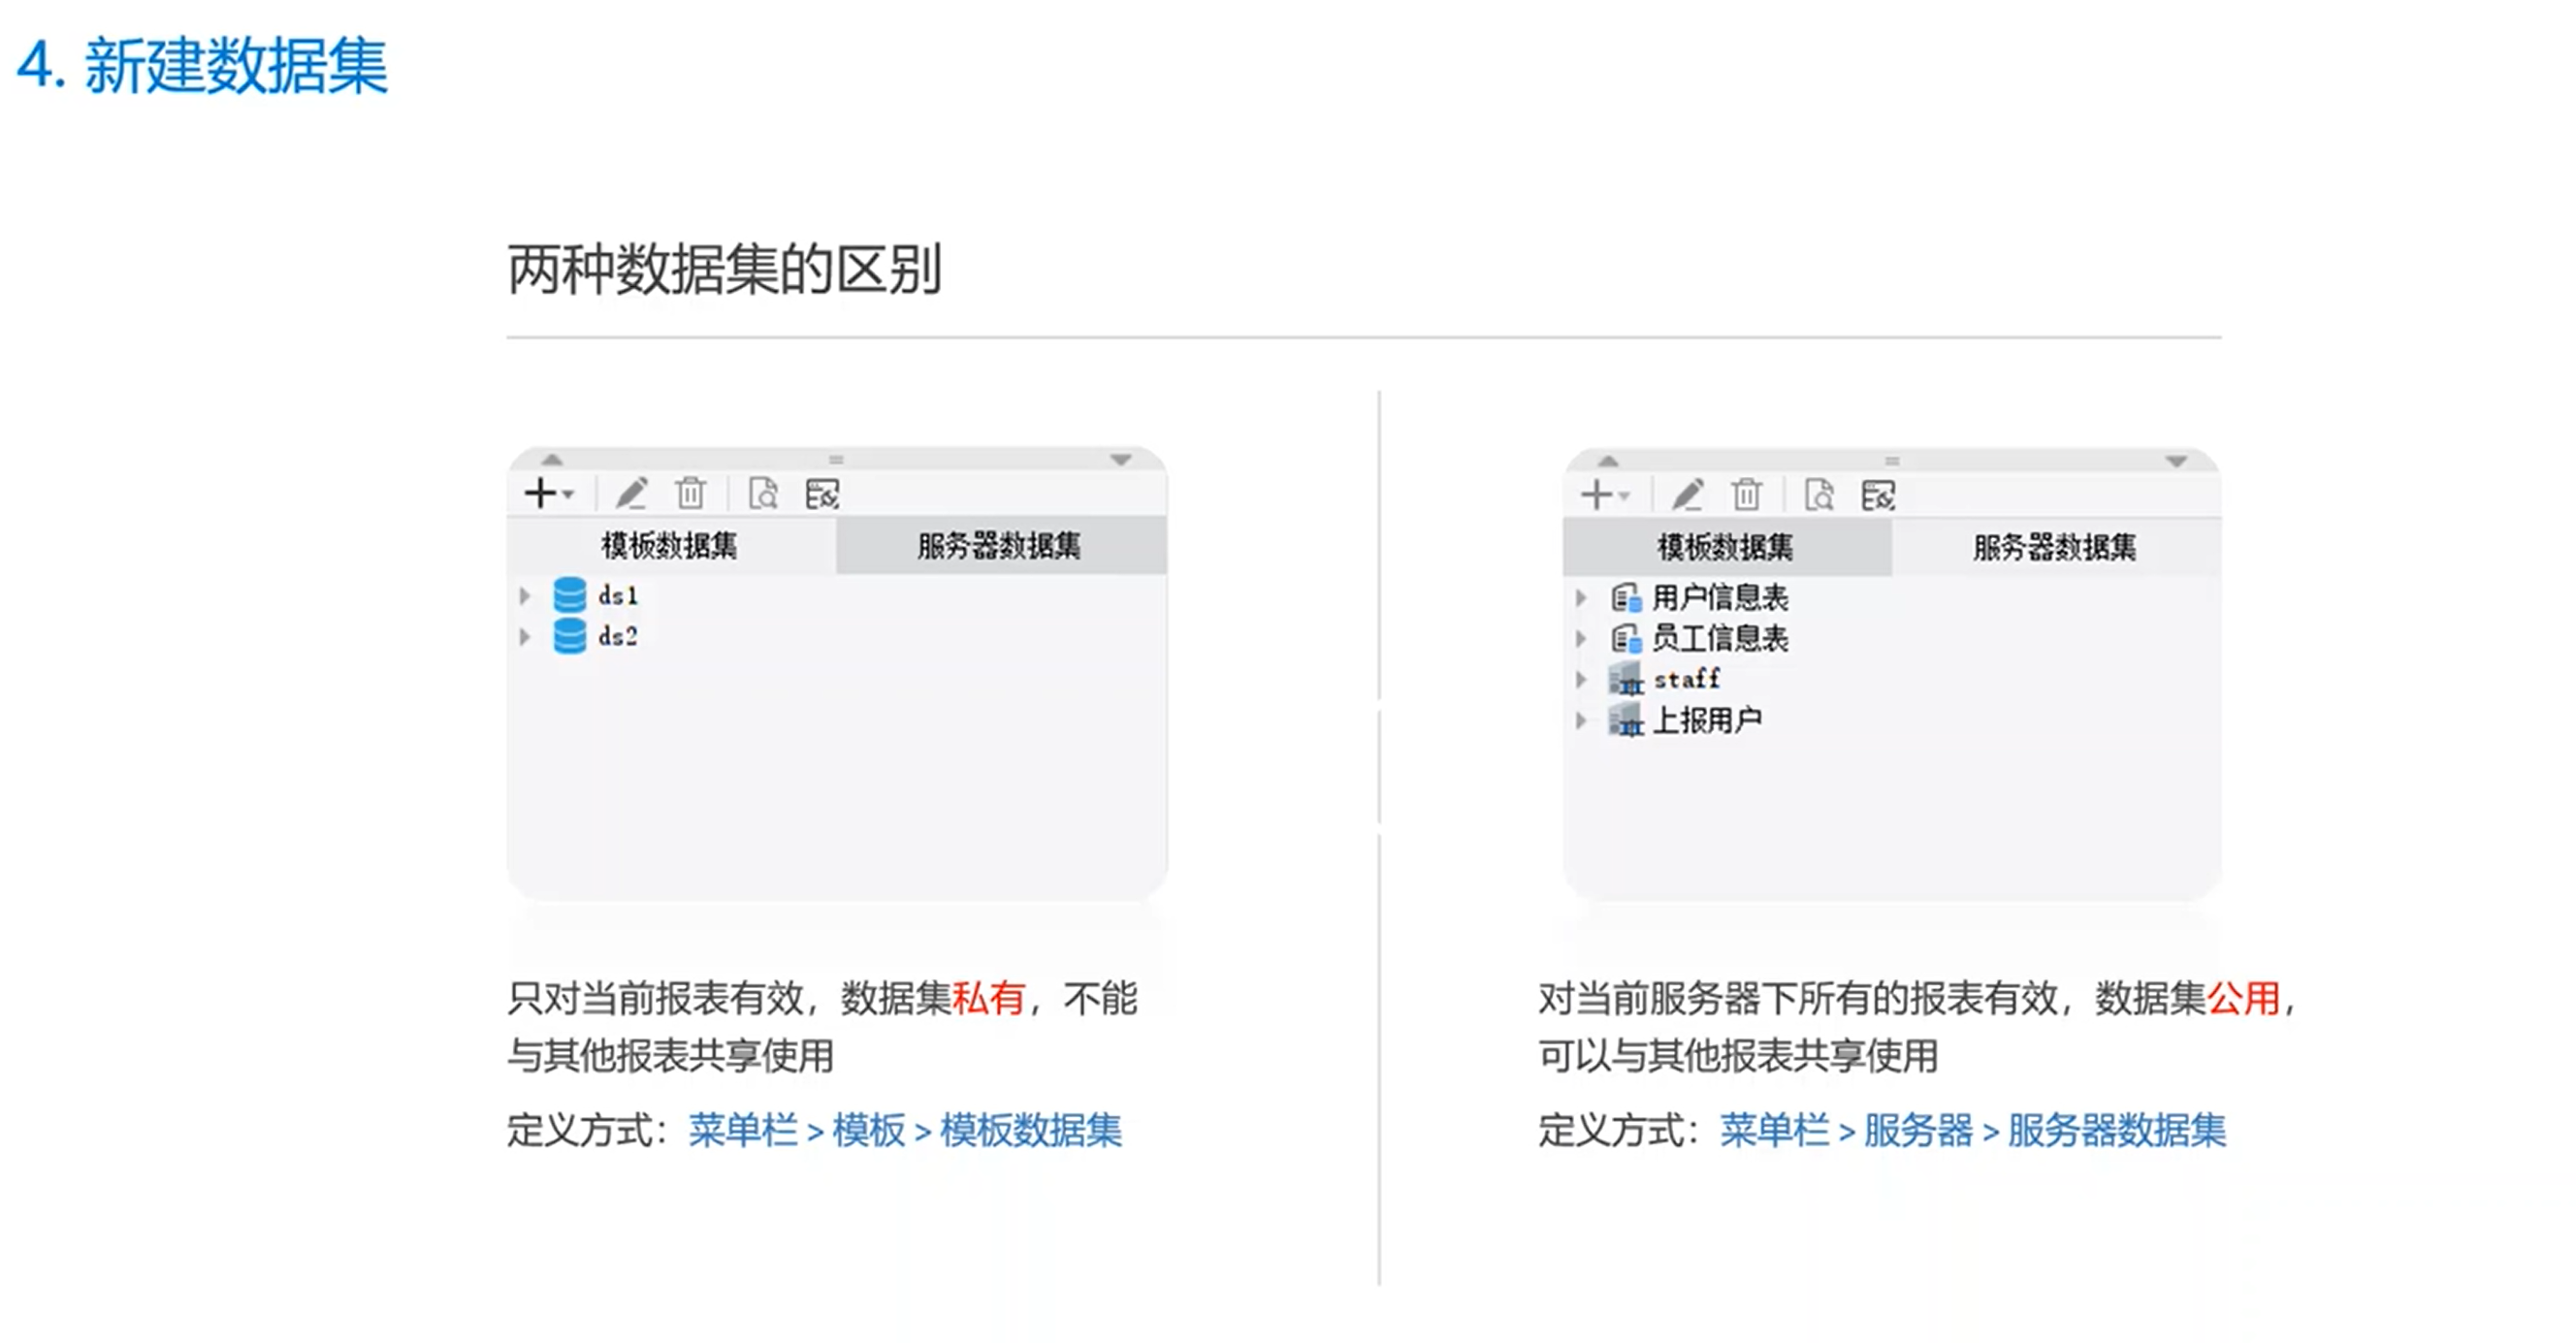 4. 新建数据集
两种数据集的区别
模板数据集
服务器数据集
ds1
ds2
只对当前报表有效，数据集私有，不能
与其他报表共享使用
定义方式：菜单栏 > 模板 > 模板数据集
模板数据集
服务器数据集
用户信息表
员工信息表
staff
上报用户
对当前服务器下所有的报表有效，数据集公用，
可以与其他报表共享使用
定义方式：菜单栏 > 服务器 > 服务器数据集